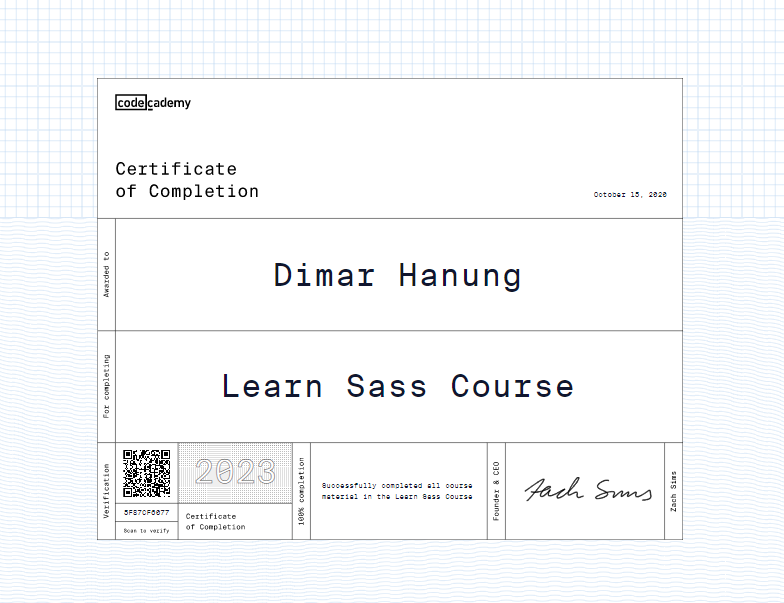 codecademy
Certificate
of Completion
October 15, 2020
Awarded to
Dimar Hanung
For completing
Learn Sass Course
Verification
5F87CF6077
Scan to verify
2023
Certificate
of Completion
100% completion
Successfully completed all course
material in the Learn Sass Course
Founder & CEO
Zach Sims
Zach Sims